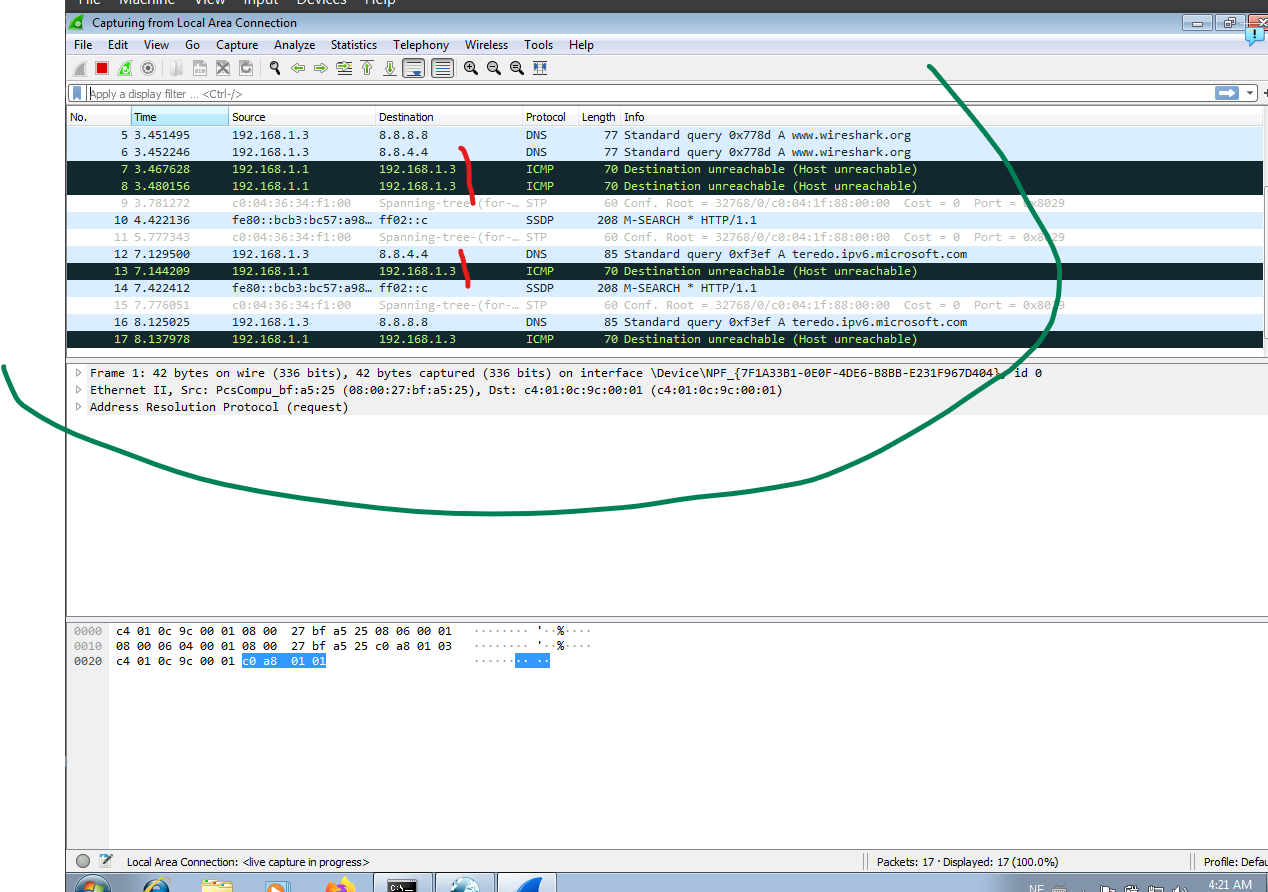 File Machine View Input Devices Help
Capturing from Local Area Connection
File Edit View Go Capture Analyze Statistics Telephony Wireless Tools Help
Apply a display filter ... <Ctrl-/>
No. Time Source Destination Protocol Length Info
5 3.451495 192.168.1.3 8.8.8.8 DNS 77 Standard query 0x778d A www.wireshark.org
6 3.452246 192.168.1.3 8.8.4.4 DNS 77 Standard query 0x778d A www.wireshark.org
7 3.467628 192.168.1.1 192.168.1.3 ICMP 70 Destination unreachable (Host unreachable)
8 3.480156 192.168.1.1 192.168.1.3 ICMP 70 Destination unreachable (Host unreachable)
9 3.781272 c0:04:36:34:f1:00 Spanning-tree-(for-… STP 60 Conf. Root = 32768/0/c0:04:1f:88:00:00 Cost = 0 Port = 0x8029
10 4.422136 fe80::bcb3:bc57:a98… ff02::c SSDP 208 M-SEARCH * HTTP/1.1
11 5.777343 c0:04:36:34:f1:00 Spanning-tree-(for-… STP 60 Conf. Root = 32768/0/c0:04:1f:88:00:00 Cost = 0 Port = 0x8029
12 7.129500 192.168.1.3 8.8.4.4 DNS 85 Standard query 0xf3ef A teredo.ipv6.microsoft.com
13 7.144209 192.168.1.1 192.168.1.3 ICMP 70 Destination unreachable (Host unreachable)
14 7.422412 fe80::bcb3:bc57:a98… ff02::c SSDP 208 M-SEARCH * HTTP/1.1
15 7.776051 c0:04:36:34:f1:00 Spanning-tree-(for-… STP 60 Conf. Root = 32768/0/c0:04:1f:88:00:00 Cost = 0 Port = 0x8029
16 8.125025 192.168.1.3 8.8.8.8 DNS 85 Standard query 0xf3ef A teredo.ipv6.microsoft.com
17 8.137978 192.168.1.1 192.168.1.3 ICMP 70 Destination unreachable (Host unreachable)
Frame 1: 42 bytes on wire (336 bits), 42 bytes captured (336 bits) on interface \Device\NPF_{7F1A33B1-0E0F-4DE6-B8BB-E231F967D404}, id 0
Ethernet II, Src: PcsCompu_bf:a5:25 (08:00:27:bf:a5:25), Dst: c4:01:0c:9c:00:01 (c4:01:0c:9c:00:01)
Address Resolution Protocol (request)
0000 c4 01 0c 9c 00 01 08 00 27 bf a5 25 08 06 00 01 ········ '··%····
0010 08 00 06 04 00 01 08 00 27 bf a5 25 c0 a8 01 03 ········ '··%····
0020 c4 01 0c 9c 00 01 c0 a8 01 01 ········ ··
Local Area Connection: <live capture in progress> Packets: 17 · Displayed: 17 (100.0%) Profile: Defau
C:\.
NE 4:21 AM